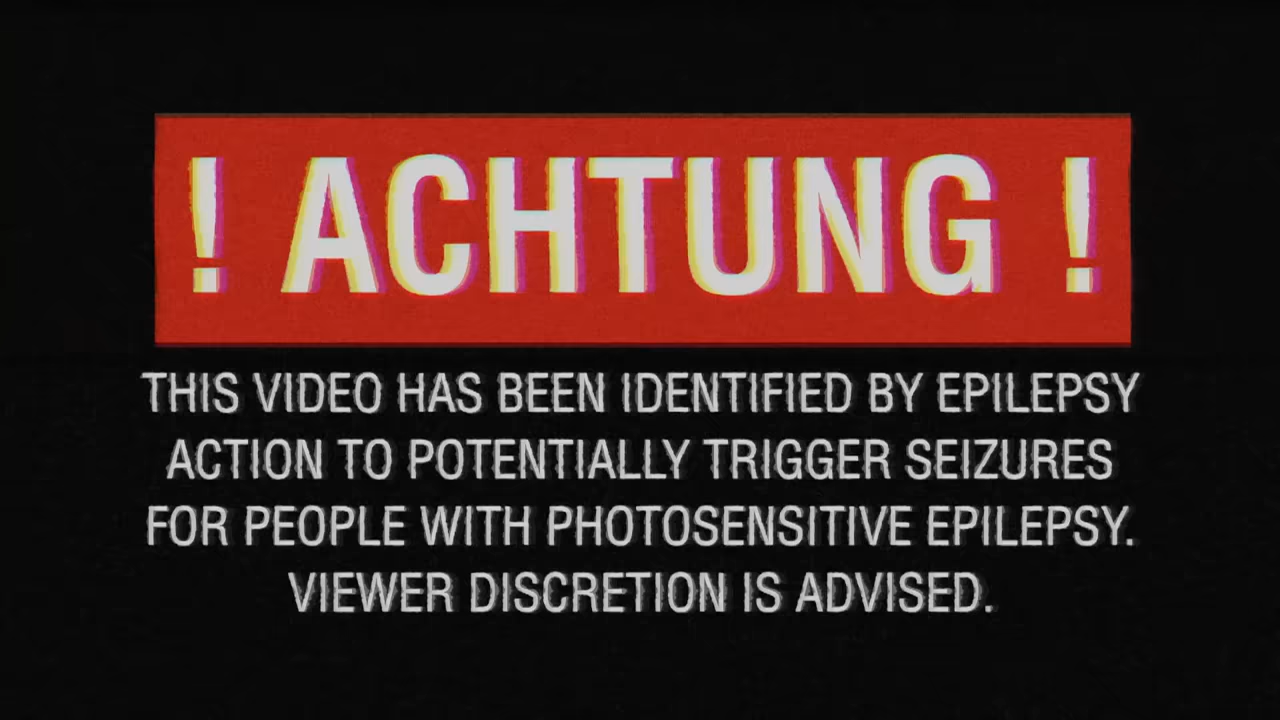 ! ACHTUNG !
THIS VIDEO HAS BEEN IDENTIFIED BY EPILEPSY
ACTION TO POTENTIALLY TRIGGER SEIZURES
FOR PEOPLE WITH PHOTOSENSITIVE EPILEPSY.
VIEWER DISCRETION IS ADVISED.